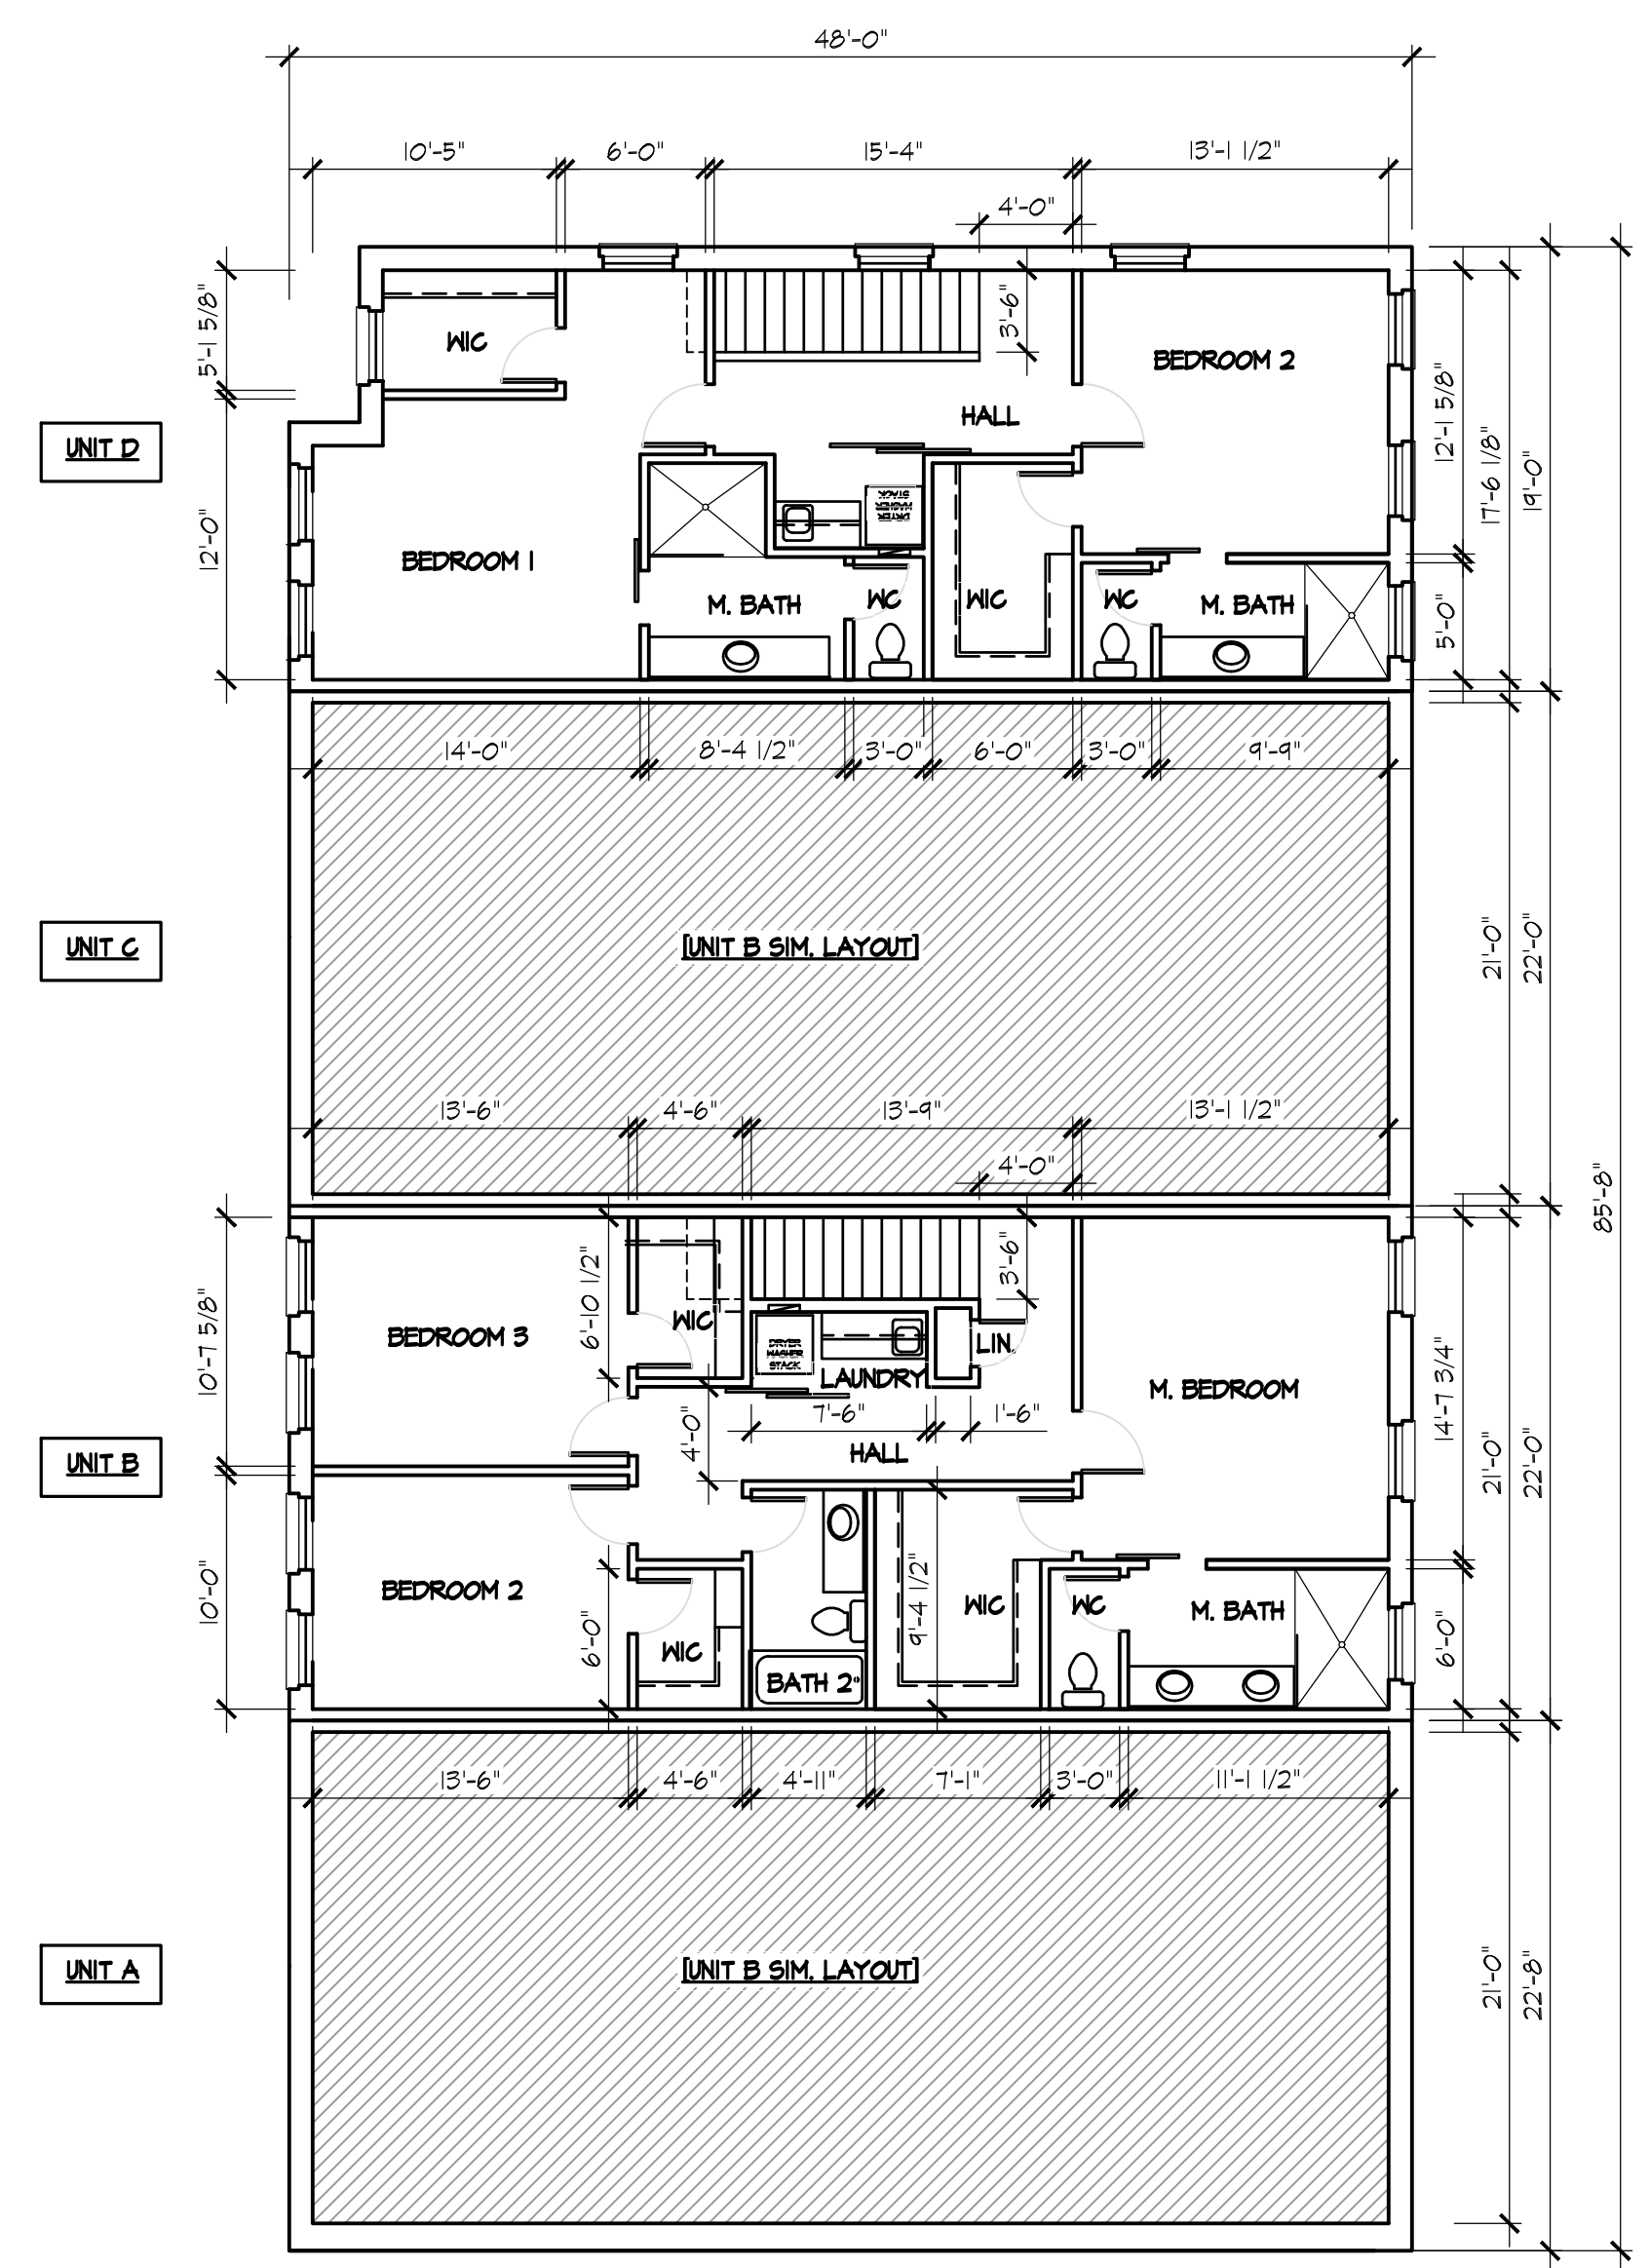 48'-0"
10'-5"
6'-0"
15'-4"
13'-1 1/2"
4'-0"
5'-1 5/8"
WIC
3'-6"
BEDROOM 2
HALL
12'-1 5/8"
17'-6 1/8"
19'-0"
UNIT D
12'-0"
DRYER
WASHER
STACK
BEDROOM 1
M. BATH
WC
WIC
WC
M. BATH
5'-0"
14'-0"
8'-4 1/2"
3'-0"
6'-0"
3'-0"
9'-9"
UNIT C
[UNIT B SIM. LAYOUT]
21'-0"
22'-0"
13'-6"
4'-6"
13'-9"
13'-1 1/2"
4'-0"
85'-8"
10'-7 5/8"
BEDROOM 3
6'-10 1/2"
WIC
3'-6"
LIN.
DRYER
WASHER
STACK
LAUNDRY
M. BEDROOM
14'-7 3/4"
7'-6"
1'-6"
4'-0"
HALL
UNIT B
21'-0"
22'-0"
10'-0"
BEDROOM 2
6'-0"
WIC
BATH 2
9'-4 1/2"
WIC
WC
M. BATH
6'-0"
13'-6"
4'-6"
4'-11"
7'-1"
3'-0"
11'-1 1/2"
UNIT A
[UNIT B SIM. LAYOUT]
21'-0"
22'-8"